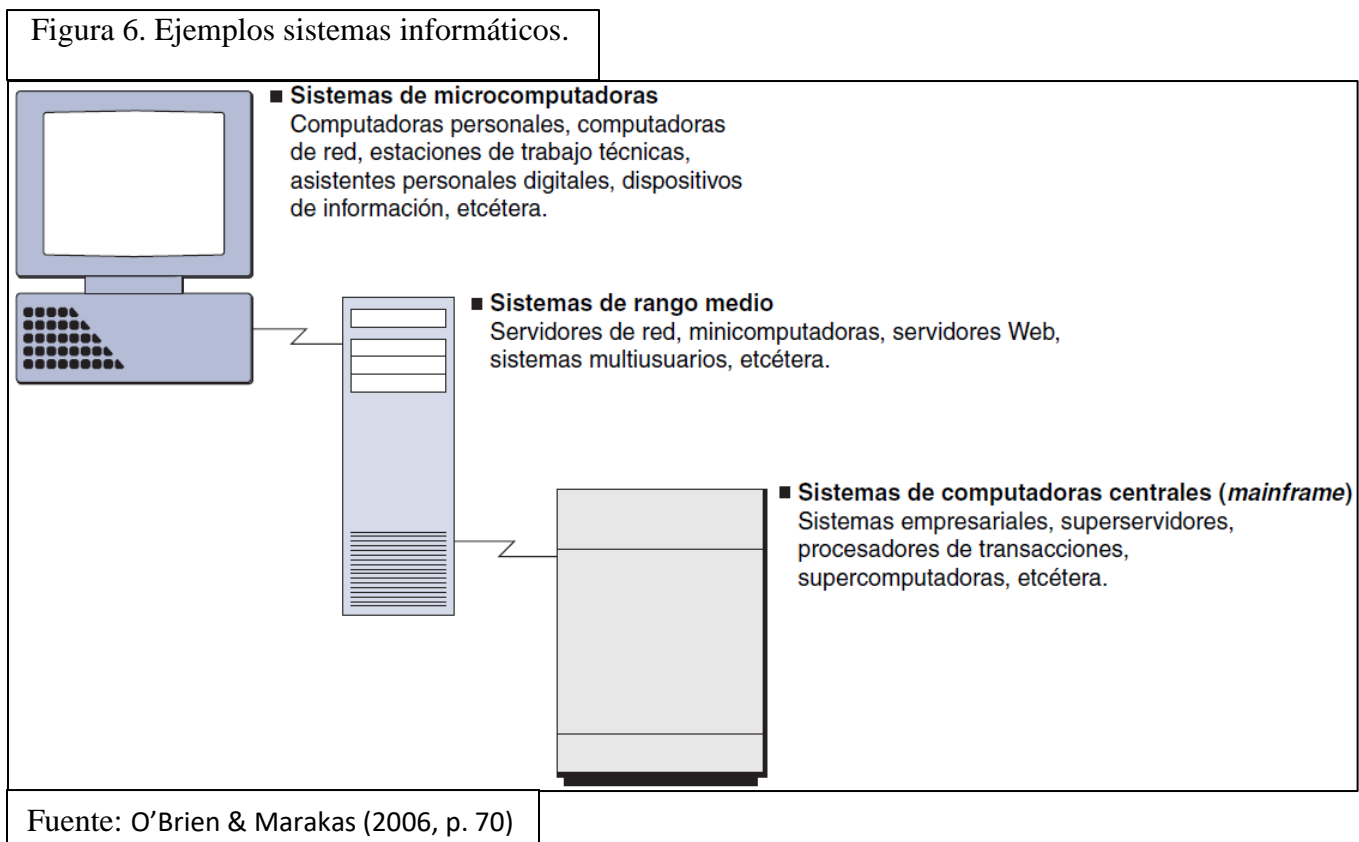 Figura 6. Ejemplos sistemas informáticos.
■ Sistemas de microcomputadoras
Computadoras personales, computadoras
de red, estaciones de trabajo técnicas,
asistentes personales digitales, dispositivos
de información, etcétera.
■ Sistemas de rango medio
Servidores de red, minicomputadoras, servidores Web,
sistemas multiusuarios, etcétera.
■ Sistemas de computadoras centrales (mainframe)
Sistemas empresariales, superservidores,
procesadores de transacciones,
supercomputadoras, etcétera.
Fuente: O’Brien & Marakas (2006, p. 70)